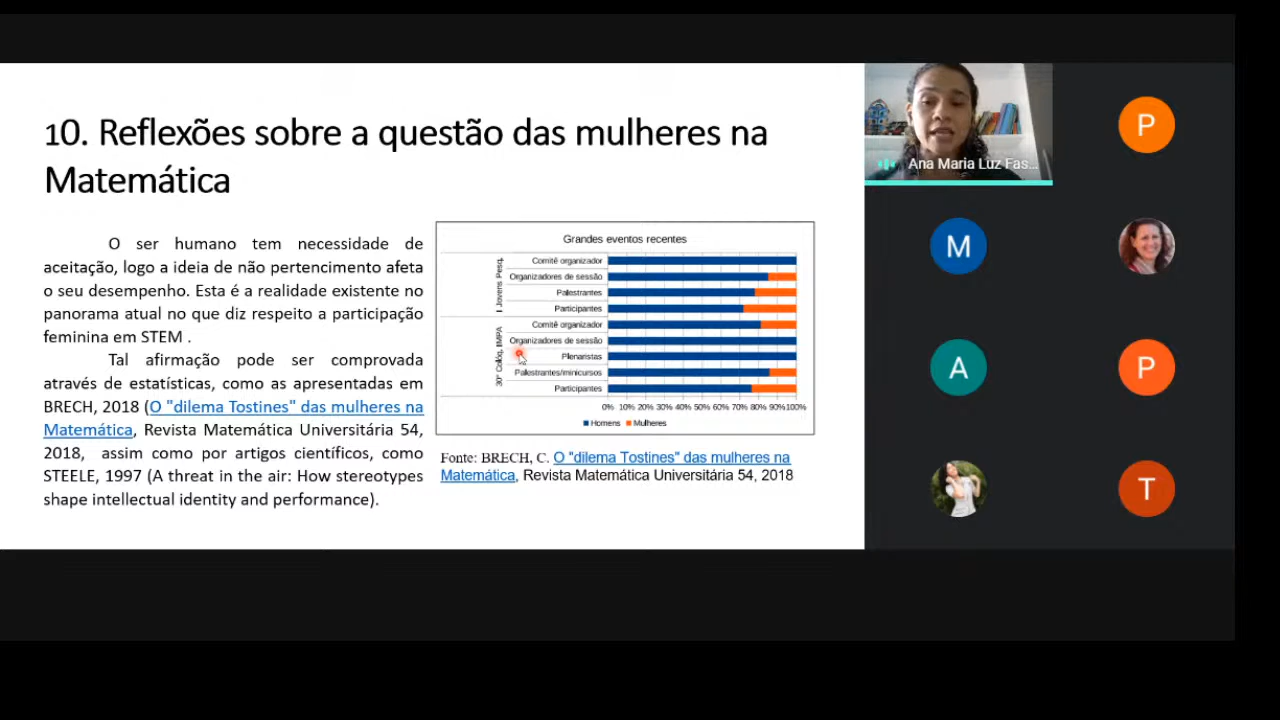 10. Reflexões sobre a questão das mulheres na
Matemática
O ser humano tem necessidade de
aceitação, logo a ideia de não pertencimento afeta
o seu desempenho. Esta é a realidade existente no
panorama atual no que diz respeito a participação
feminina em STEM .
Tal afirmação pode ser comprovada
através de estatísticas, como as apresentadas em
BRECH, 2018 (O "dilema Tostines" das mulheres na
Matemática, Revista Matemática Universitária 54,
2018, assim como por artigos científicos, como
STEELE, 1997 (A threat in the air: How stereotypes
shape intellectual identity and performance).
Grandes eventos recentes
I Jovens Pesq.
Comitê organizador
Organizadores de sessão
Palestrantes
Participantes
30° Colóq. IMPA
Comitê organizador
Organizadores de sessão
Plenaristas
Palestrantes/minicursos
Participantes
0% 10% 20% 30% 40% 50% 60% 70% 80% 90% 100%
Homens Mulheres
Fonte: BRECH, C. O "dilema Tostines" das mulheres na
Matemática, Revista Matemática Universitária 54, 2018
Ana Maria Luz Fas...
P
M
A
P
T